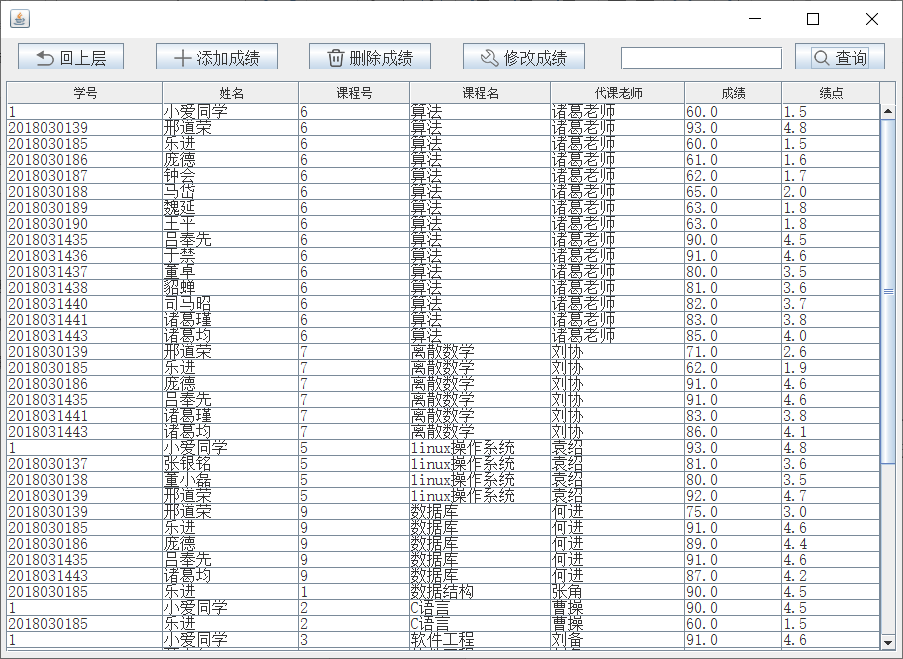 回上层 添加成绩 删除成绩 修改成绩 查询
学号 姓名 课程号 课程名 代课老师 成绩 绩点
1 小爱同学 6 算法 诸葛老师 60.0 1.5
2018030139 邢道荣 6 算法 诸葛老师 93.0 4.8
2018030185 乐进 6 算法 诸葛老师 60.0 1.5
2018030186 庞德 6 算法 诸葛老师 61.0 1.6
2018030187 钟会 6 算法 诸葛老师 62.0 1.7
2018030188 马岱 6 算法 诸葛老师 65.0 2.0
2018030189 魏延 6 算法 诸葛老师 63.0 1.8
2018030190 王平 6 算法 诸葛老师 63.0 1.8
2018031435 吕奉先 6 算法 诸葛老师 90.0 4.5
2018031436 于禁 6 算法 诸葛老师 91.0 4.6
2018031437 董卓 6 算法 诸葛老师 80.0 3.5
2018031438 貂蝉 6 算法 诸葛老师 81.0 3.6
2018031440 司马昭 6 算法 诸葛老师 82.0 3.7
2018031441 诸葛瑾 6 算法 诸葛老师 83.0 3.8
2018031443 诸葛均 6 算法 诸葛老师 85.0 4.0
2018030139 邢道荣 7 离散数学 刘协 71.0 2.6
2018030185 乐进 7 离散数学 刘协 62.0 1.9
2018030186 庞德 7 离散数学 刘协 91.0 4.6
2018031435 吕奉先 7 离散数学 刘协 91.0 4.6
2018031441 诸葛瑾 7 离散数学 刘协 83.0 3.8
2018031443 诸葛均 7 离散数学 刘协 86.0 4.1
1 小爱同学 5 linux操作系统 袁绍 93.0 4.8
2018030137 张银铭 5 linux操作系统 袁绍 81.0 3.6
2018030138 董小磊 5 linux操作系统 袁绍 80.0 3.5
2018030139 邢道荣 5 linux操作系统 袁绍 92.0 4.7
2018030139 邢道荣 9 数据库 何进 75.0 3.0
2018030185 乐进 9 数据库 何进 91.0 4.6
2018030186 庞德 9 数据库 何进 89.0 4.4
2018031435 吕奉先 9 数据库 何进 91.0 4.6
2018031443 诸葛均 9 数据库 何进 87.0 4.2
2018030185 乐进 1 数据结构 张角 90.0 4.5
1 小爱同学 2 C语言 曹操 90.0 4.5
2018030185 乐进 2 C语言 曹操 60.0 1.5
1 小爱同学 3 软件工程 刘备 91.0 4.6